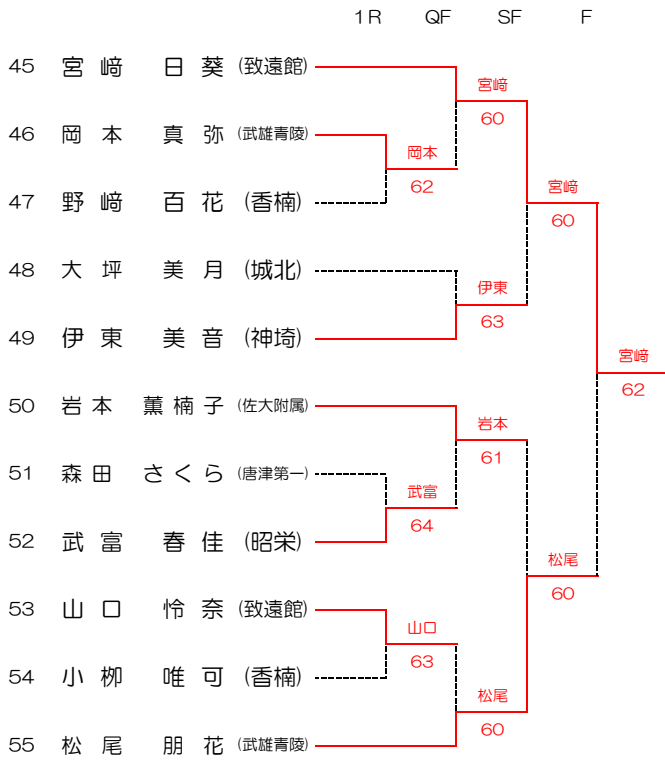 1R QF SF F
45 宮﨑 日葵 (致遠館)
宮﨑
60
46 岡本 真弥 (武雄青陵)
岡本
62
47 野﨑 百花 (香楠)
宮﨑
60
48 大坪 美月 (城北)
伊東
63
49 伊東 美音 (神埼)
宮﨑
62
50 岩本 薫楠子 (佐大附属)
岩本
61
51 森田 さくら (唐津第一)
武富
64
52 武富 春佳 (昭栄)
松尾
60
53 山口 怜奈 (致遠館)
山口
63
54 小栁 唯可 (香楠)
松尾
60
55 松尾 朋花 (武雄青陵)